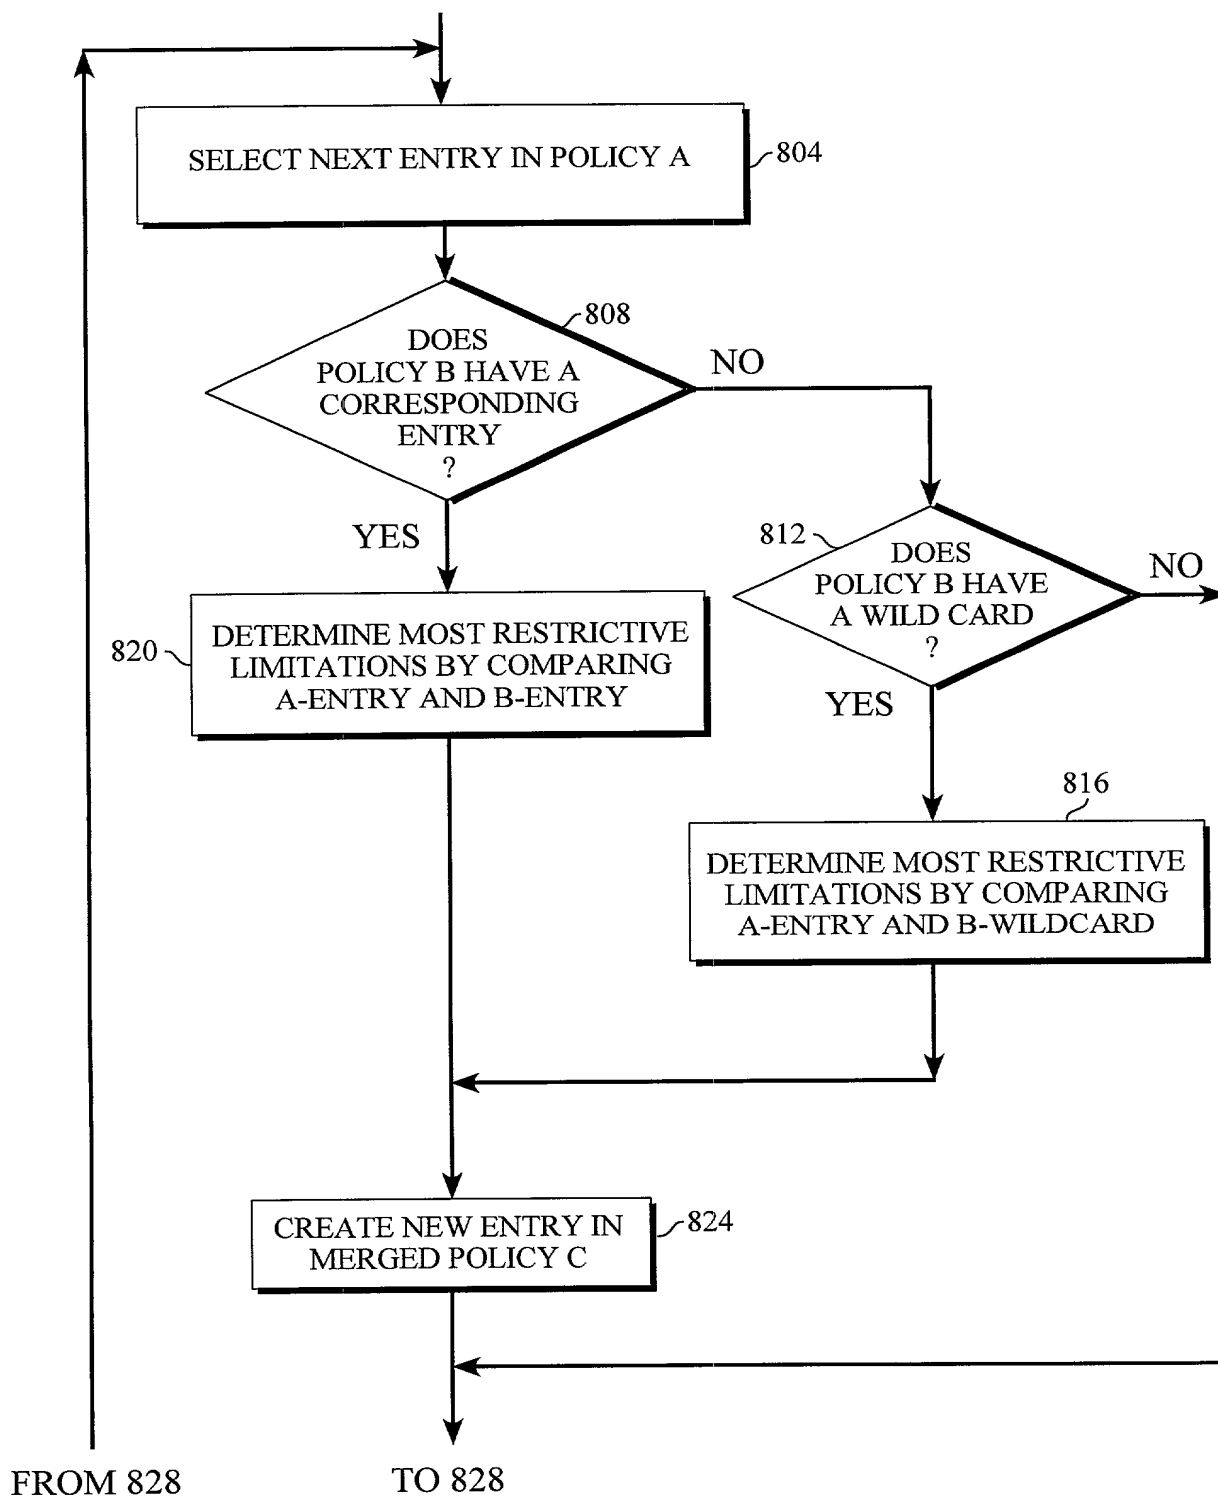 SELECT NEXT ENTRY IN POLICY A
804
808
DOES
POLICY B HAVE A
CORRESPONDING
ENTRY
?
NO
YES
812
DOES
POLICY B HAVE
A WILD CARD
?
NO
YES
820
DETERMINE MOST RESTRICTIVE
LIMITATIONS BY COMPARING
A-ENTRY AND B-ENTRY
816
DETERMINE MOST RESTRICTIVE
LIMITATIONS BY COMPARING
A-ENTRY AND B-WILDCARD
CREATE NEW ENTRY IN
MERGED POLICY C
824
FROM 828
TO 828